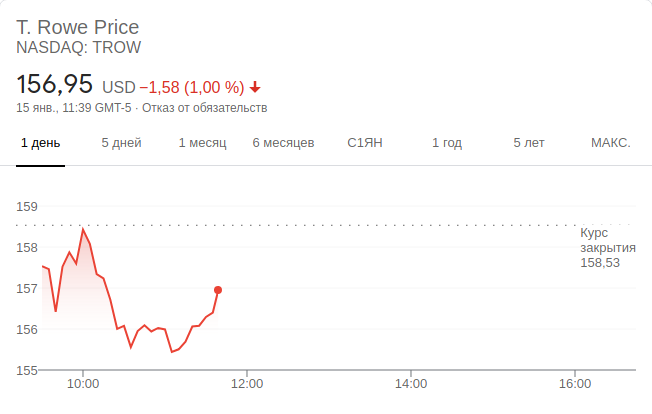 T. Rowe Price
NASDAQ: TROW
156,95 USD −1,58 (1,00 %)
15 янв., 11:39 GMT-5 · Отказ от обязательств
1 день 5 дней 1 месяц 6 месяцев С1ЯН 1 год 5 лет МАКС.
159
158
157
156
155
Курс
закрытия
158,53
10:00 12:00 14:00 16:00